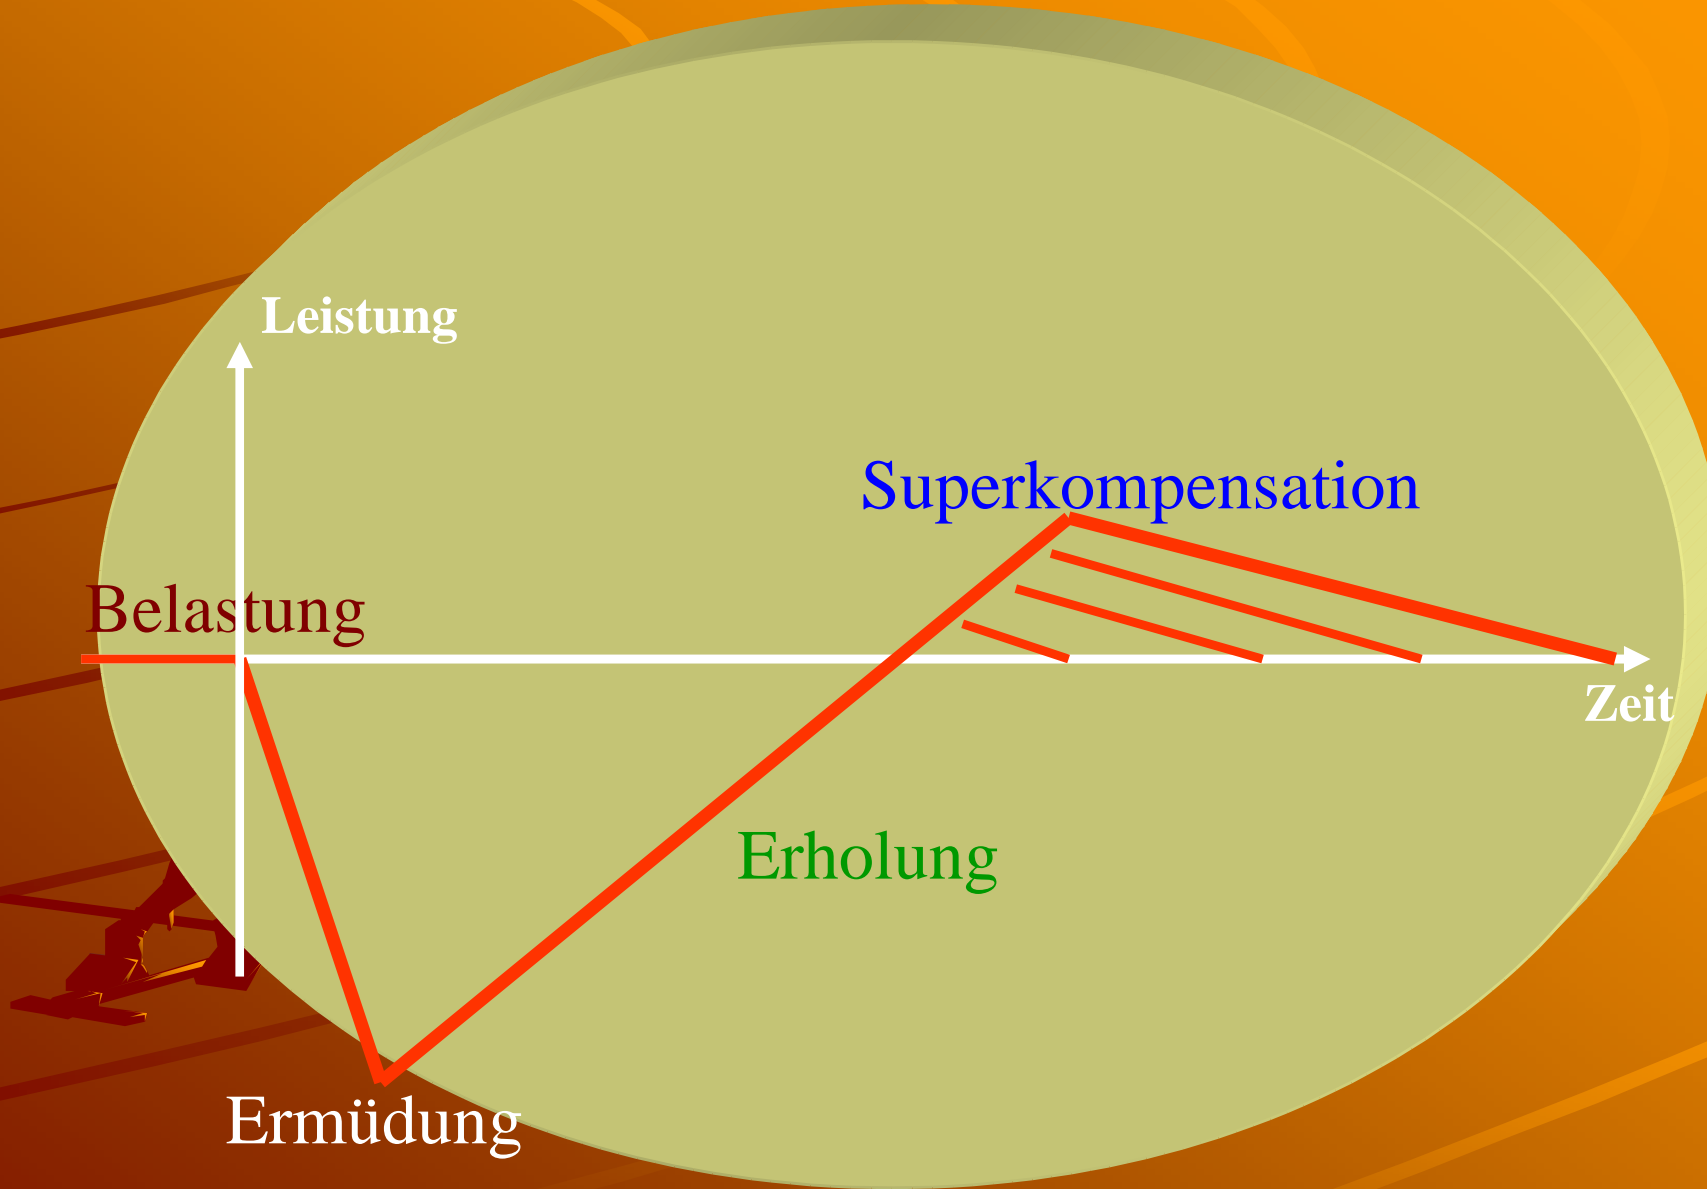 Leistung
Superkompensation
Belastung
Zeit
Erholung
Ermüdung